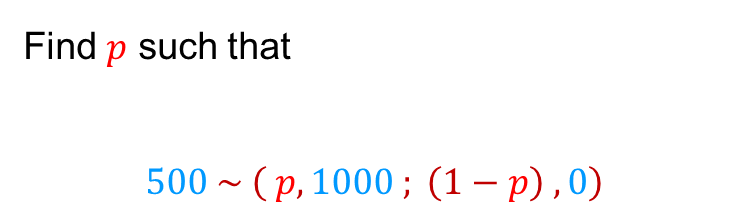 Find p such that
500 ~ ( p, 1000 ; (1 − p) , 0)